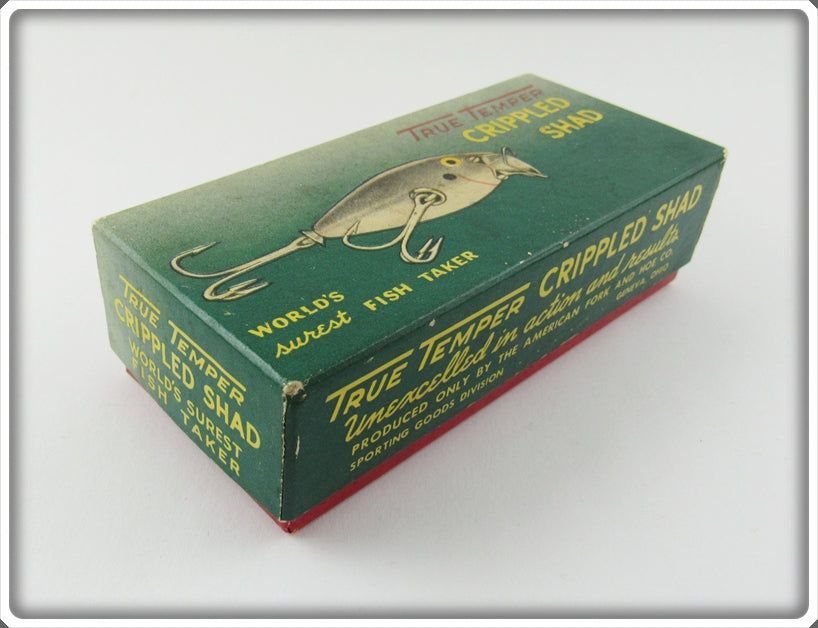 TRUE TEMPER
CRIPPLED
SHAD
WORLD'S
surest FISH TAKER
TRUE TEMPER
CRIPPLED SHAD
WORLD'S SUREST
FISH TAKER
TRUE TEMPER CRIPPLED SHAD
Unexcelled in action and results
PRODUCED ONLY BY THE AMERICAN FORK AND HOE CO.
SPORTING GOODS DIVISION GENEVA, OHIO